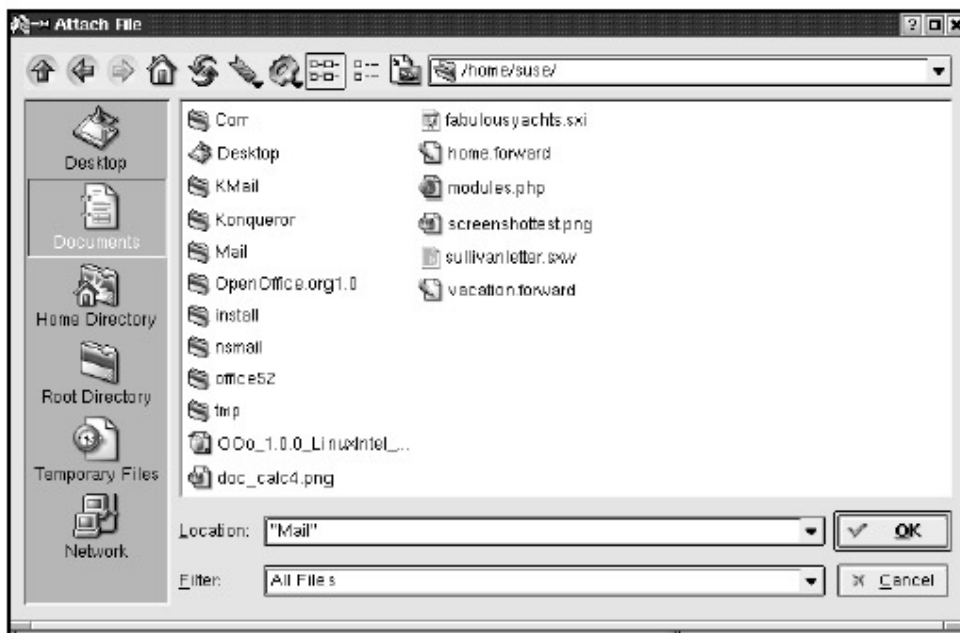 Attach File
/home/suse/
Desktop
Documents
Home Directory
Root Directory
Temporary Files
Network
Corr
Desktop
KMail
Konqueror
Mail
OpenOffice.org1.0
install
nsmail
office52
tmp
OOo_1.0.0_LinuxIntel_...
doc_calc4.png
fabulousyachts.sxi
home.forward
modules.php
screenshottest.png
sullivanletter.sxw
vacation.forward
Location: "Mail"
OK
Filter: All Files
Cancel